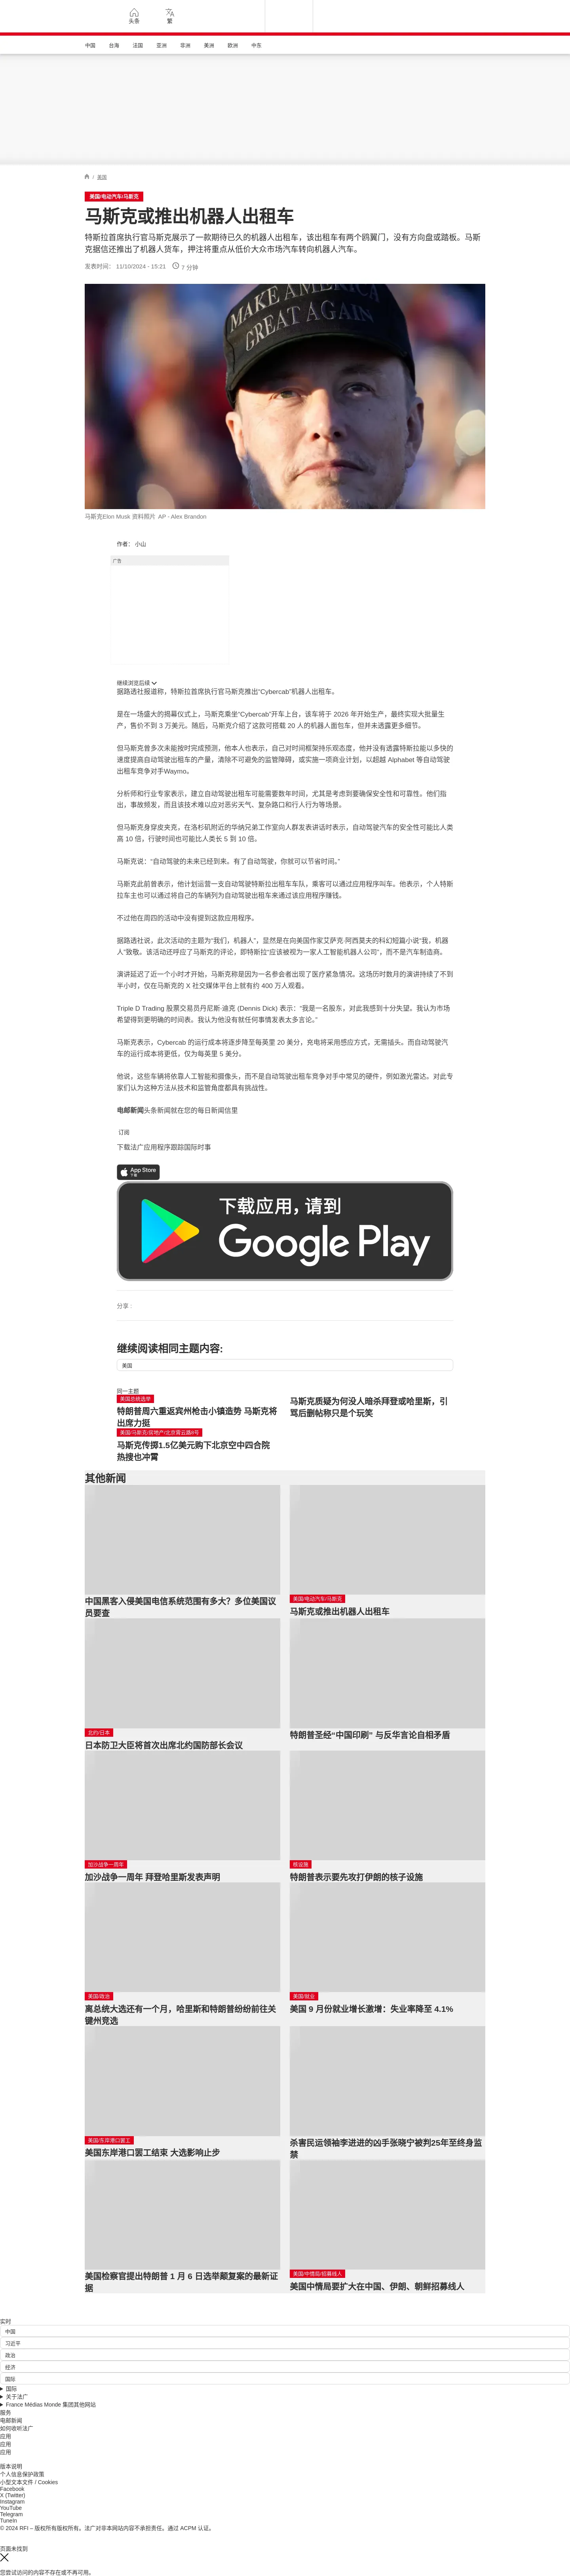 头条
繁
中国
台海
法国
亚洲
非洲
美洲
欧洲
中东
/ 美国
美国/电动汽车/马斯克
马斯克或推出机器人出租车
特斯拉首席执行官马斯克展示了一款期待已久的机器人出租车，该出租车有两个鸥翼门，没有方向盘或踏板。马斯
克据信还推出了机器人货车，押注将重点从低价大众市场汽车转向机器人汽车。
发表时间： 11/10/2024 - 15:21
7 分钟
MAKE AMERICA
GREAT AGAIN
马斯克Elon Musk 资料照片 AP - Alex Brandon
作者： 小山
广告
继续浏览后续
据路透社报道称，特斯拉首席执行官马斯克推出“Cybercab”机器人出租车。
是在一场盛大的揭幕仪式上，马斯克乘坐“Cybercab”开车上台，该车将于 2026 年开始生产，最终实现大批量生
产，售价不到 3 万美元。随后，马斯克介绍了这款可搭载 20 人的机器人面包车，但并未透露更多细节。
但马斯克曾多次未能按时完成预测，他本人也表示，自己对时间框架持乐观态度，他并没有透露特斯拉能以多快的
速度提高自动驾驶出租车的产量，清除不可避免的监管障碍，或实施一项商业计划，以超越 Alphabet 等自动驾驶
出租车竞争对手Waymo。
分析师和行业专家表示，建立自动驾驶出租车可能需要数年时间，尤其是考虑到要确保安全性和可靠性。他们指
出，事故频发，而且该技术难以应对恶劣天气、复杂路口和行人行为等场景。
但马斯克身穿皮夹克，在洛杉矶附近的华纳兄弟工作室向人群发表讲话时表示，自动驾驶汽车的安全性可能比人类
高 10 倍，行驶时间也可能比人类长 5 到 10 倍。
马斯克说：“自动驾驶的未来已经到来。有了自动驾驶，你就可以节省时间。”
马斯克此前曾表示，他计划运营一支自动驾驶特斯拉出租车车队，乘客可以通过应用程序叫车。他表示，个人特斯
拉车主也可以通过将自己的车辆列为自动驾驶出租车来通过该应用程序赚钱。
不过他在周四的活动中没有提到这款应用程序。
据路透社说，此次活动的主题为“我们，机器人”，显然是在向美国作家艾萨克·阿西莫夫的科幻短篇小说“我，机器
人”致敬。该活动还呼应了马斯克的评论，即特斯拉“应该被视为一家人工智能机器人公司”，而不是汽车制造商。
演讲延迟了近一个小时才开始，马斯克称是因为一名参会者出现了医疗紧急情况。这场历时数月的演讲持续了不到
半小时，仅在马斯克的 X 社交媒体平台上就有约 400 万人观看。
Triple D Trading 股票交易员丹尼斯·迪克 (Dennis Dick) 表示：“我是一名股东，对此我感到十分失望。我认为市场
希望得到更明确的时间表。我认为他没有就任何事情发表太多言论。”
马斯克表示，Cybercab 的运行成本将逐步降至每英里 20 美分，充电将采用感应方式，无需插头。而自动驾驶汽
车的运行成本将更低，仅为每英里 5 美分。
他说，这些车辆将依靠人工智能和摄像头，而不是自动驾驶出租车竞争对手中常见的硬件，例如激光雷达。对此专
家们认为这种方法从技术和监管角度都具有挑战性。
电邮新闻头条新闻就在您的每日新闻信里
订阅
下载法广应用程序跟踪国际时事
App Store
下载
下载应用，请到
Google Play
分享 :
继续阅读相同主题内容:
美国
同一主题
美国总统选举
特朗普周六重返宾州枪击小镇造势 马斯克将
出席力挺
马斯克质疑为何没人暗杀拜登或哈里斯，引
骂后删帖称只是个玩笑
美国/马斯克/房地产/北京霄云路8号
马斯克传掷1.5亿美元购下北京空中四合院
热搜也冲霄
其他新闻
中国黑客入侵美国电信系统范围有多大？多位美国议
员要查
美国/电动汽车/马斯克
马斯克或推出机器人出租车
北约/日本
日本防卫大臣将首次出席北约国防部长会议
特朗普圣经“中国印刷” 与反华言论自相矛盾
加沙战争一周年
加沙战争一周年 拜登哈里斯发表声明
核设施
特朗普表示要先攻打伊朗的核子设施
美国/政治
离总统大选还有一个月，哈里斯和特朗普纷纷前往关
键州竞选
美国/就业
美国 9 月份就业增长激增：失业率降至 4.1%
美国/东岸港口罢工
美国东岸港口罢工结束 大选影响止步
杀害民运领袖李进进的凶手张晓宁被判25年至终身监
禁
美国检察官提出特朗普 1 月 6 日选举颠复案的最新证
据
美国/中情局/招募线人
美国中情局要扩大在中国、伊朗、朝鲜招募线人
实时
中国
习近平
政治
经济
国际
国际
关于法广
France Médias Monde 集团其他网站
服务
电邮新闻
如何收听法广
应用
应用
应用
版本说明
个人信息保护政策
小型文本文件 / Cookies
Facebook
X (Twitter)
Instagram
YouTube
Telegram
TuneIn
© 2024 RFI – 版权所有版权所有。法广对非本网站内容不承担责任。通过 ACPM 认证。
页面未找到
您尝试访问的内容不存在或不再可用。